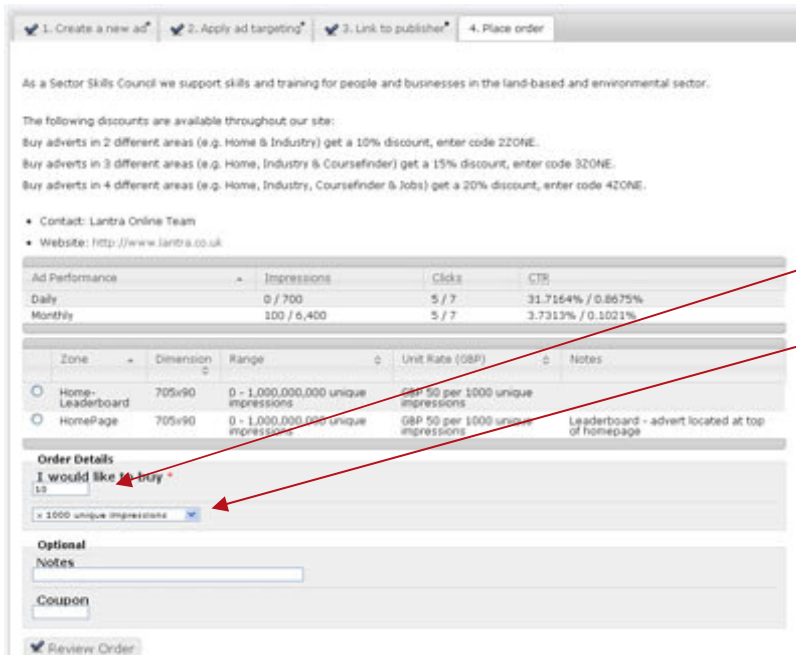 1. Create a new ad* 2. Apply ad targeting* 3. Link to publisher* 4. Place order
As a Sector Skills Council we support skills and training for people and businesses in the land-based and environmental sector.
The following discounts are available throughout our site:
Buy adverts in 2 different areas (e.g. Home & Industry) get a 10% discount, enter code 2ZONE.
Buy adverts in 3 different areas (e.g. Home, Industry & Coursefinder) get a 15% discount, enter code 3ZONE.
Buy adverts in 4 different areas (e.g. Home, Industry, Coursefinder & Jobs) get a 20% discount, enter code 4ZONE.
• Contact: Lantra Online Team
• Website: http://www.lantra.co.uk
Ad Performance Impressions Clicks CTR
Daily 0 / 700 5 / 7 31.7164% / 0.8675%
Monthly 100 / 6,400 5 / 7 3.7313% / 0.1021%
Zone Dimension Range Unit Rate (GBP) Notes
Home- 705x90 0 - 1,000,000,000 unique GBP 50 per 1000 unique
Leaderboard impressions impressions
HomePage 705x90 0 - 1,000,000,000 unique GBP 50 per 1000 unique Leaderboard - advert located at top
impressions impressions of homepage
Order Details
I would like to buy *
10
x 1000 unique impressions
Optional
Notes
Coupon
Review Order